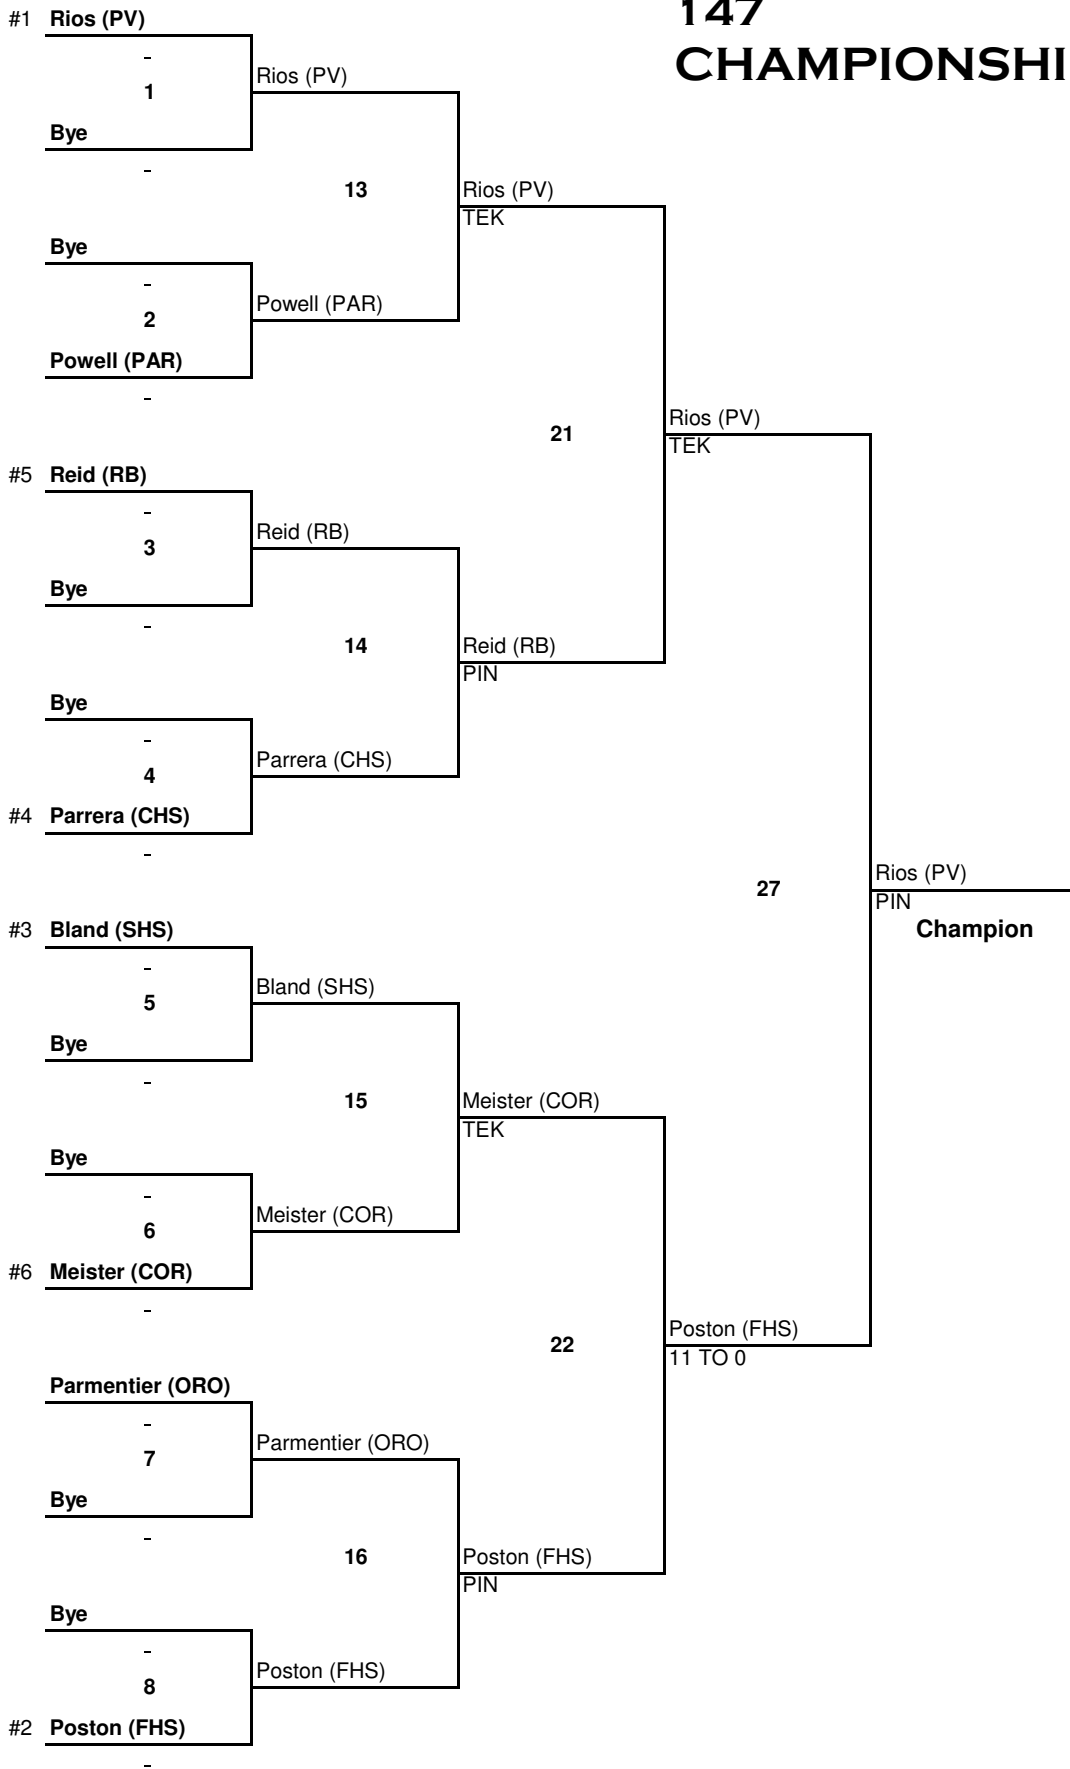 147
CHAMPIONSHI
#1 Rios (PV)
-
1
Rios (PV)
Bye
-
13
Rios (PV)
TEK
Bye
-
2
Powell (PAR)
Powell (PAR)
-
21
Rios (PV)
TEK
#5 Reid (RB)
-
3
Reid (RB)
Bye
-
14
Reid (RB)
PIN
Bye
-
4
Parrera (CHS)
#4 Parrera (CHS)
-
27
Rios (PV)
PIN
Champion
#3 Bland (SHS)
-
5
Bland (SHS)
Bye
-
15
Meister (COR)
TEK
Bye
-
6
Meister (COR)
#6 Meister (COR)
-
22
Poston (FHS)
11 TO 0
Parmentier (ORO)
-
7
Parmentier (ORO)
Bye
-
16
Poston (FHS)
PIN
Bye
-
8
Poston (FHS)
#2 Poston (FHS)
-